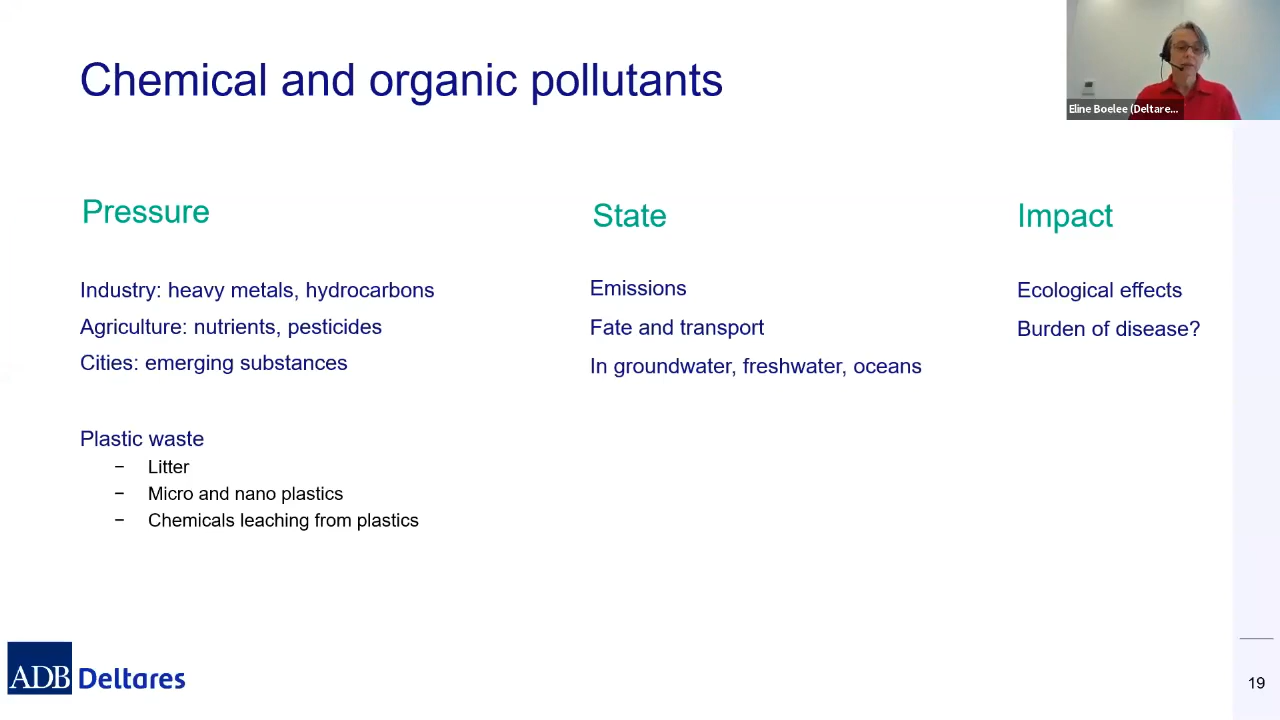 Chemical and organic pollutants
Eline Boelee (Deltare...
Pressure
Industry: heavy metals, hydrocarbons
Agriculture: nutrients, pesticides
Cities: emerging substances
Plastic waste
− Litter
− Micro and nano plastics
− Chemicals leaching from plastics
State
Emissions
Fate and transport
In groundwater, freshwater, oceans
Impact
Ecological effects
Burden of disease?
ADB Deltares
19